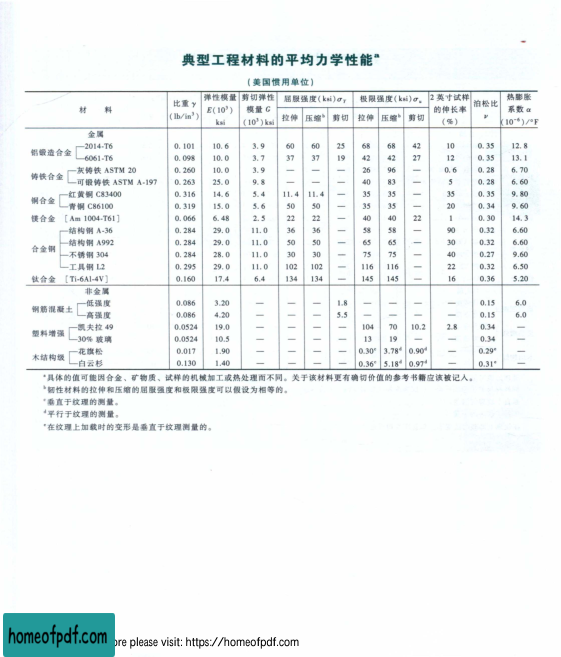 典型工程材料的平均力学性能ᵃ
(美国惯用单位)
材 料 比重 γ (lb/in³) 弹性模量 E(10³) ksi 剪切弹性模量 G (10³) ksi 屈服强度(ksi)σᵧ 拉伸 压缩ᵇ 剪切 极限强度(ksi)σᵤ 拉伸 压缩ᵇ 剪切 2 英寸试样的伸长率 (%) 泊松比 ν 热膨胀系数 α (10⁻⁶)/°F
金属
铝锻造合金 2014-T6 0.101 10.6 3.9 60 60 25 68 68 42 10 0.35 12.8
6061-T6 0.098 10.0 3.7 37 37 19 42 42 27 12 0.35 13.1
铸铁合金 灰铸铁 ASTM 20 0.260 10.0 3.9 — — — 26 96 — 0.6 0.28 6.70
可锻铸铁 ASTM A-197 0.263 25.0 9.8 — — — 40 83 — 5 0.28 6.60
铜合金 红黄铜 C83400 0.316 14.6 5.4 11.4 11.4 — 35 35 — 35 0.35 9.80
青铜 C86100 0.319 15.0 5.6 50 50 — 35 35 — 20 0.34 9.60
镁合金 [Am 1004-T61] 0.066 6.48 2.5 22 22 — 40 40 22 1 0.30 14.3
合金钢 结构钢 A-36 0.284 29.0 11.0 36 36 — 58 58 — 90 0.32 6.60
结构钢 A992 0.284 29.0 11.0 50 50 — 65 65 — 30 0.32 6.60
不锈钢 304 0.284 28.0 11.0 30 30 — 75 75 — 40 0.27 9.60
工具钢 L2 0.295 29.0 11.0 102 102 — 116 116 — 22 0.32 6.50
钛合金 [Ti-6Al-4V] 0.160 17.4 6.4 134 134 — 145 145 — 16 0.36 5.20
非金属
钢筋混凝土 低强度 0.086 3.20 — — — 1.8 — — — — 0.15 6.0
高强度 0.086 4.20 — — — 5.5 — — — — 0.15 6.0
塑料增强 凯夫拉 49 0.0524 19.0 — — — — 104 70 10.2 2.8 0.34 —
30% 玻璃 0.0524 10.5 — — — — 13 19 — — 0.34 —
木结构级 花旗松 0.017 1.90 — — — — 0.30ᶜ 3.78ᵈ 0.90ᵈ — 0.29ᵉ —
白云杉 0.130 1.40 — — — — 0.36ᶜ 5.18ᵈ 0.97ᵈ — 0.31ᵉ —
ᵃ具体的值可能因合金、矿物质、试样的机械加工或热处理而不同。关于该材料更有确切价值的参考书籍应该被记入。
ᵇ韧性材料的拉伸和压缩的屈服强度和极限强度可以假设为相等的。
ᶜ垂直于纹理的测量。
ᵈ平行于纹理的测量。
ᵉ在纹理上加载时的变形是垂直于纹理测量的。
homeofpdf.com ore please visit: https://homeofpdf.com